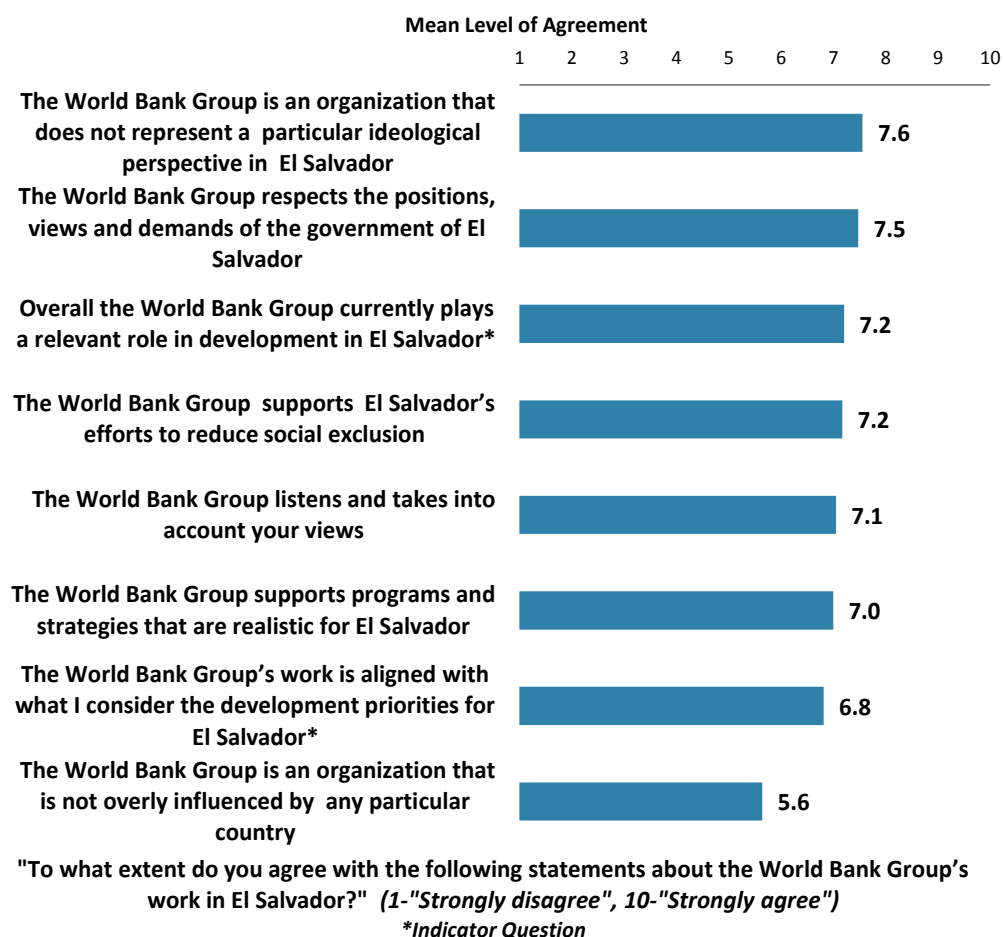 Mean Level of Agreement
1 2 3 4 5 6 7 8 9 10
The World Bank Group is an organization that
does not represent a particular ideological
perspective in El Salvador
7.6
The World Bank Group respects the positions,
views and demands of the government of El
Salvador
7.5
Overall the World Bank Group currently plays
a relevant role in development in El Salvador*
7.2
The World Bank Group supports El Salvador’s
efforts to reduce social exclusion
7.2
The World Bank Group listens and takes into
account your views
7.1
The World Bank Group supports programs and
strategies that are realistic for El Salvador
7.0
The World Bank Group’s work is aligned with
what I consider the development priorities for
El Salvador*
6.8
The World Bank Group is an organization that
is not overly influenced by any particular
country
5.6
"To what extent do you agree with the following statements about the World Bank Group’s
work in El Salvador?" (1-"Strongly disagree", 10-"Strongly agree")
*Indicator Question